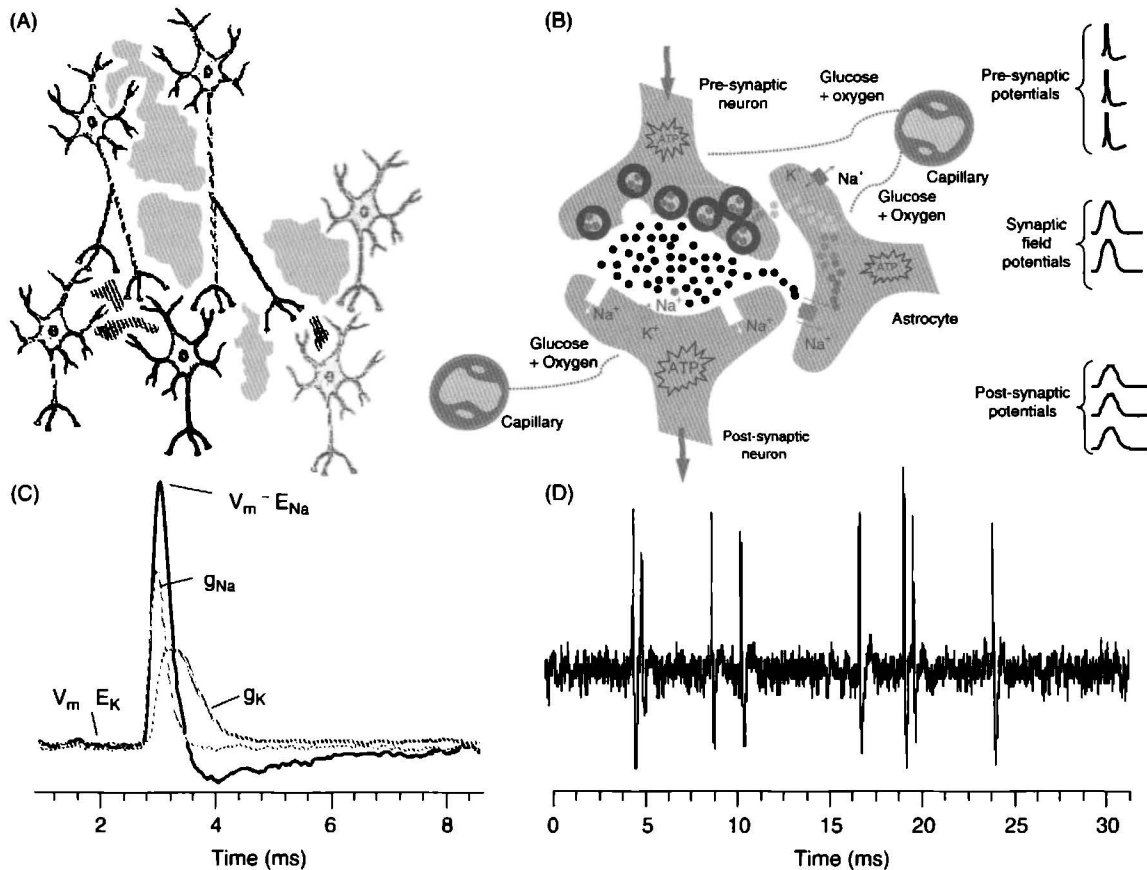 (A)
(B)
Pre-synaptic
neuron
Glucose
+ oxygen
Capillary
Pre-synaptic
potentials
ATP
K+
Na+
Glucose
+ Oxygen
Synaptic
field
potentials
ATP
Astrocyte
Na+
Na+
Na+
Na+
K+
Glucose
+ Oxygen
ATP
Capillary
Post-synaptic
neuron
Post-synaptic
potentials
(C)
Vm - ENa
gNa
gK
Vm EK
2
4
6
8
Time (ms)
(D)
0
5
10
15
20
25
30
Time (ms)